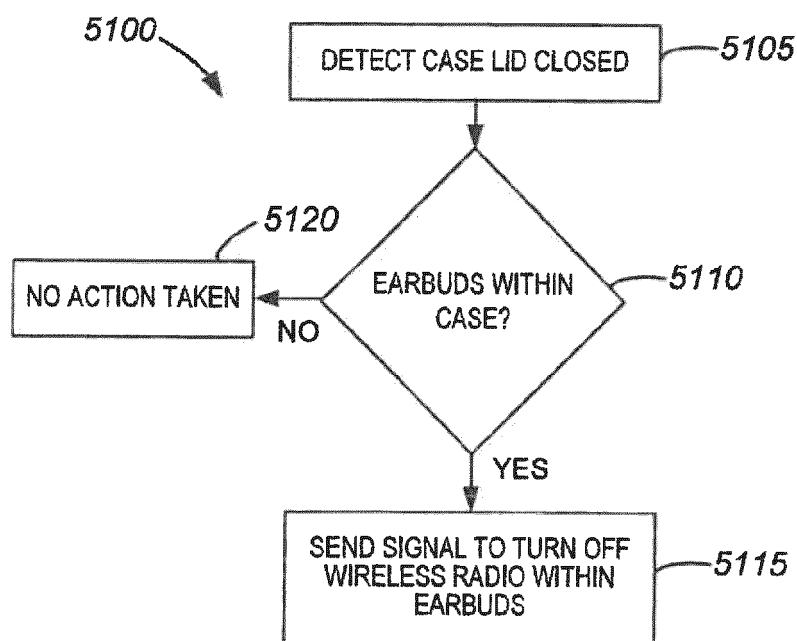 5100
DETECT CASE LID CLOSED
5105
5120
NO ACTION TAKEN
NO
EARBUDS WITHIN
CASE?
5110
YES
SEND SIGNAL TO TURN OFF
WIRELESS RADIO WITHIN
EARBUDS
5115